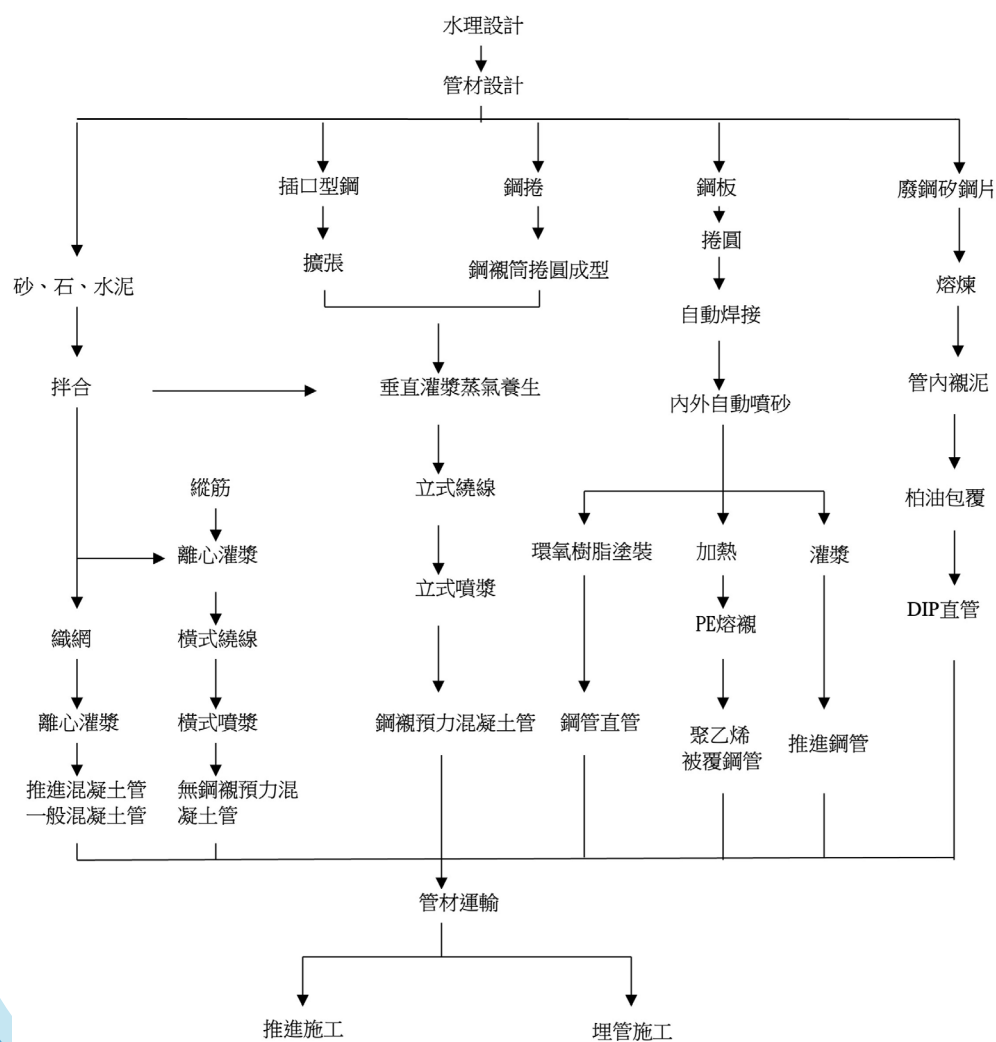 水理設計
管材設計
插口型鋼
鋼捲
鋼板
廢鋼矽鋼片
捲圓
擴張
鋼襯筒捲圓成型
砂、石、水泥
熔煉
自動焊接
拌合
垂直灌漿蒸氣養生
管內襯泥
內外自動噴砂
縱筋
立式繞線
柏油包覆
離心灌漿
環氧樹脂塗裝
加熱
灌漿
立式噴漿
DIP直管
PE熔襯
織網
橫式繞線
離心灌漿
橫式噴漿
鋼襯預力混凝土管
鋼管直管
聚乙烯
被覆鋼管
推進鋼管
推進混凝土管
一般混凝土管
無鋼襯預力混
凝土管
管材運輸
推進施工
埋管施工